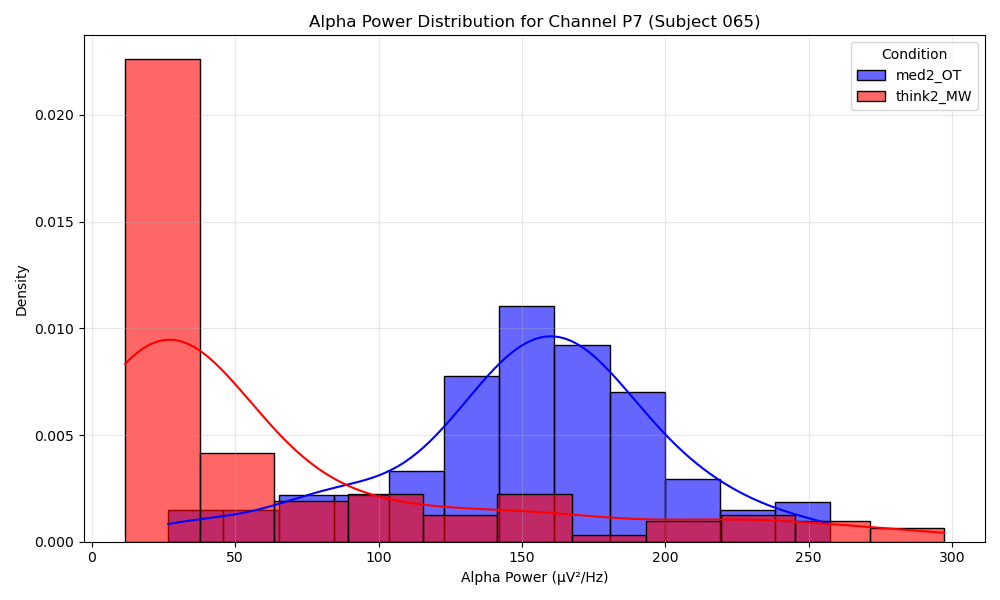 Alpha Power Distribution for Channel P7 (Subject 065)
Condition
med2_OT
think2_MW
0.020
0.015
0.010
0.005
0.000
Density
0
50
100
150
200
250
300
Alpha Power (μV²/Hz)